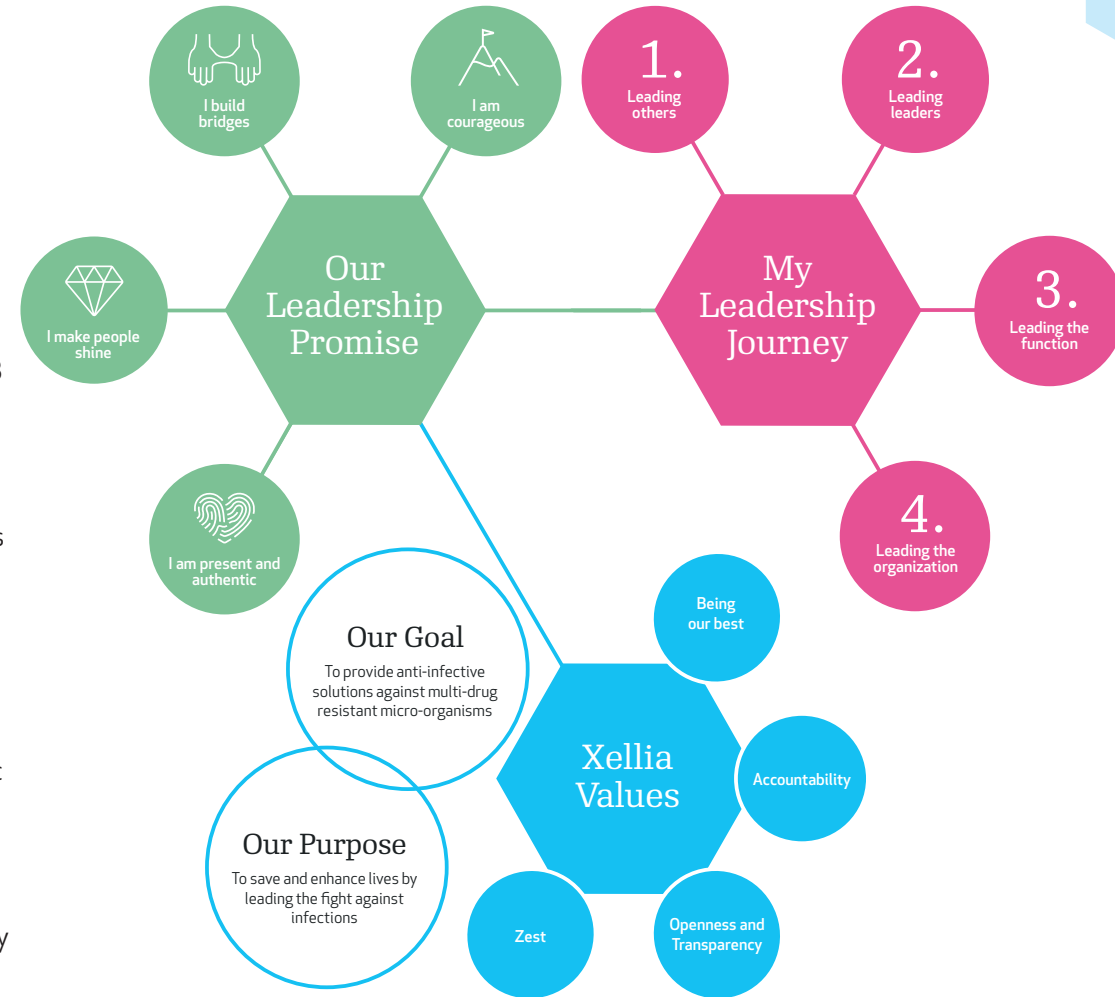 I build
bridges
I am
courageous
I make people
shine
I am present and
authentic
Our
Leadership
Promise
1.
Leading
others
2.
Leading
leaders
3.
Leading the
function
4.
Leading the
organization
My
Leadership
Journey
Our Goal
To provide anti-infective
solutions against multi-drug
resistant micro-organisms
Our Purpose
To save and enhance lives by
leading the fight against
infections
Xellia
Values
Being
our best
Accountability
Openness and
Transparency
Zest